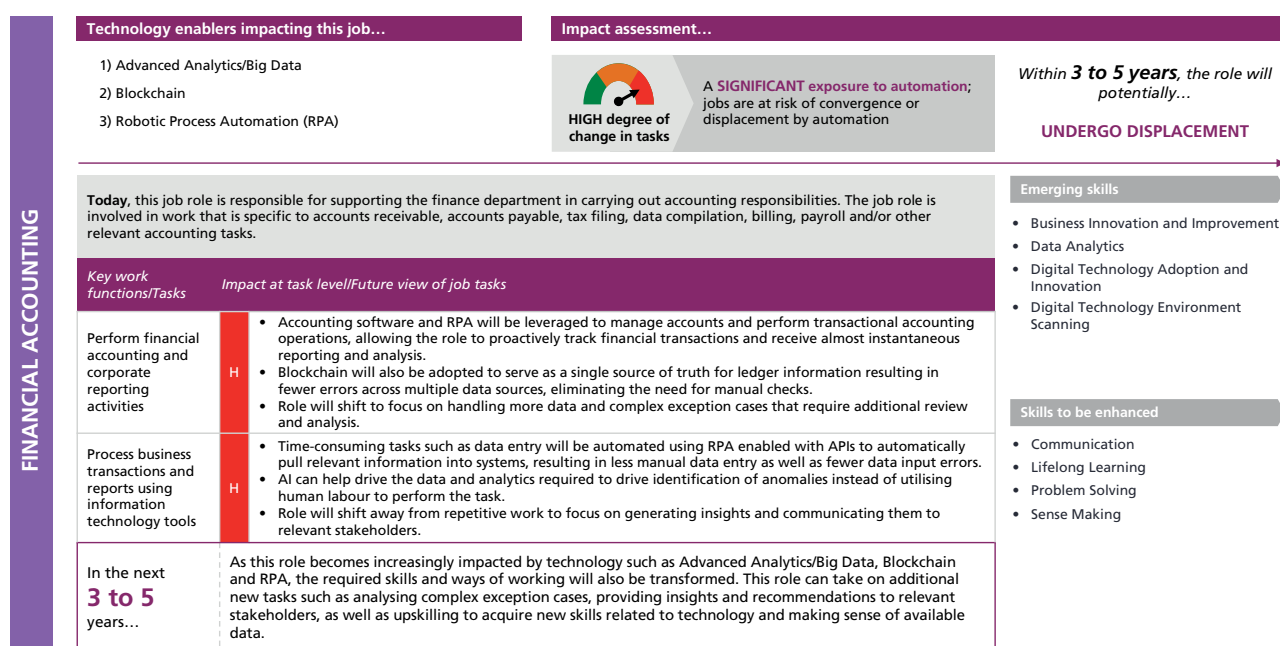 FINANCIAL ACCOUNTING
Technology enablers impacting this job...
1) Advanced Analytics/Big Data
2) Blockchain
3) Robotic Process Automation (RPA)
Impact assessment...
HIGH degree of
change in tasks
A SIGNIFICANT exposure to automation;
jobs are at risk of convergence or
displacement by automation
Within 3 to 5 years, the role will
potentially...
UNDERGO DISPLACEMENT
Today, this job role is responsible for supporting the finance department in carrying out accounting responsibilities. The job role is
involved in work that is specific to accounts receivable, accounts payable, tax filing, data compilation, billing, payroll and/or other
relevant accounting tasks.
Key work
functions/Tasks
Impact at task level/Future view of job tasks
Perform financial
accounting and
corporate
reporting
activities
H
• Accounting software and RPA will be leveraged to manage accounts and perform transactional accounting
operations, allowing the role to proactively track financial transactions and receive almost instantaneous
reporting and analysis.
• Blockchain will also be adopted to serve as a single source of truth for ledger information resulting in
fewer errors across multiple data sources, eliminating the need for manual checks.
• Role will shift to focus on handling more data and complex exception cases that require additional review
and analysis.
Process business
transactions and
reports using
information
technology tools
H
• Time-consuming tasks such as data entry will be automated using RPA enabled with APIs to automatically
pull relevant information into systems, resulting in less manual data entry as well as fewer data input errors.
• AI can help drive the data and analytics required to drive identification of anomalies instead of utilising
human labour to perform the task.
• Role will shift away from repetitive work to focus on generating insights and communicating them to
relevant stakeholders.
In the next
3 to 5
years...
As this role becomes increasingly impacted by technology such as Advanced Analytics/Big Data, Blockchain
and RPA, the required skills and ways of working will also be transformed. This role can take on additional
new tasks such as analysing complex exception cases, providing insights and recommendations to relevant
stakeholders, as well as upskilling to acquire new skills related to technology and making sense of available
data.
Emerging skills
• Business Innovation and Improvement
• Data Analytics
• Digital Technology Adoption and
Innovation
• Digital Technology Environment
Scanning
Skills to be enhanced
• Communication
• Lifelong Learning
• Problem Solving
• Sense Making